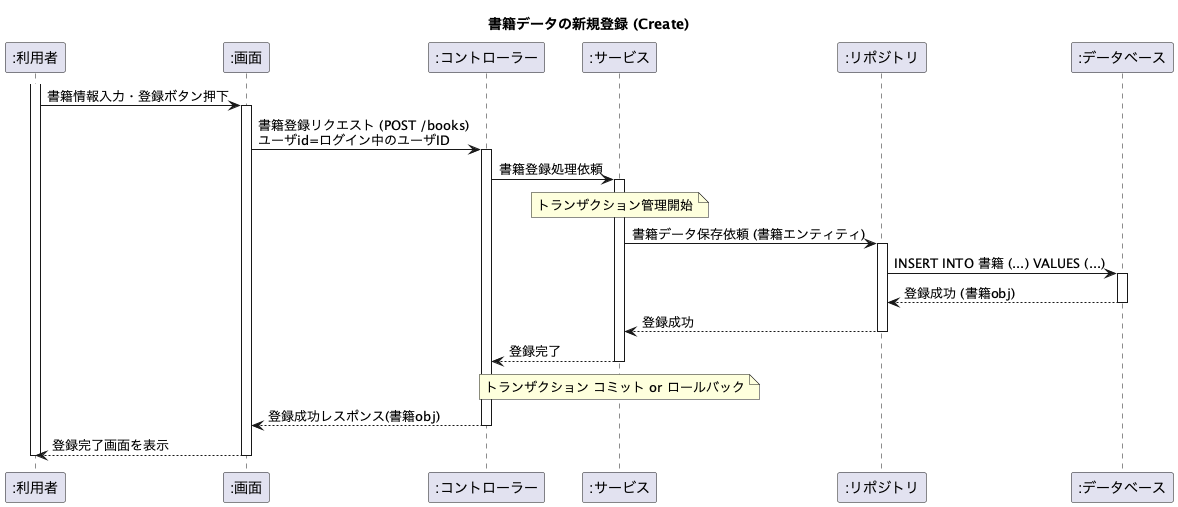 書籍データの新規登録 (Create)
:利用者
:画面
:コントローラー
:サービス
:リポジトリ
:データベース
書籍情報入力・登録ボタン押下
書籍登録リクエスト (POST /books)
ユーザid=ログイン中のユーザID
書籍登録処理依頼
トランザクション管理開始
書籍データ保存依頼 (書籍エンティティ)
INSERT INTO 書籍 (...) VALUES (...)
登録成功 (書籍obj)
登録成功
登録完了
トランザクション コミット or ロールバック
登録成功レスポンス(書籍obj)
登録完了画面を表示
:利用者
:画面
:コントローラー
:サービス
:リポジトリ
:データベース